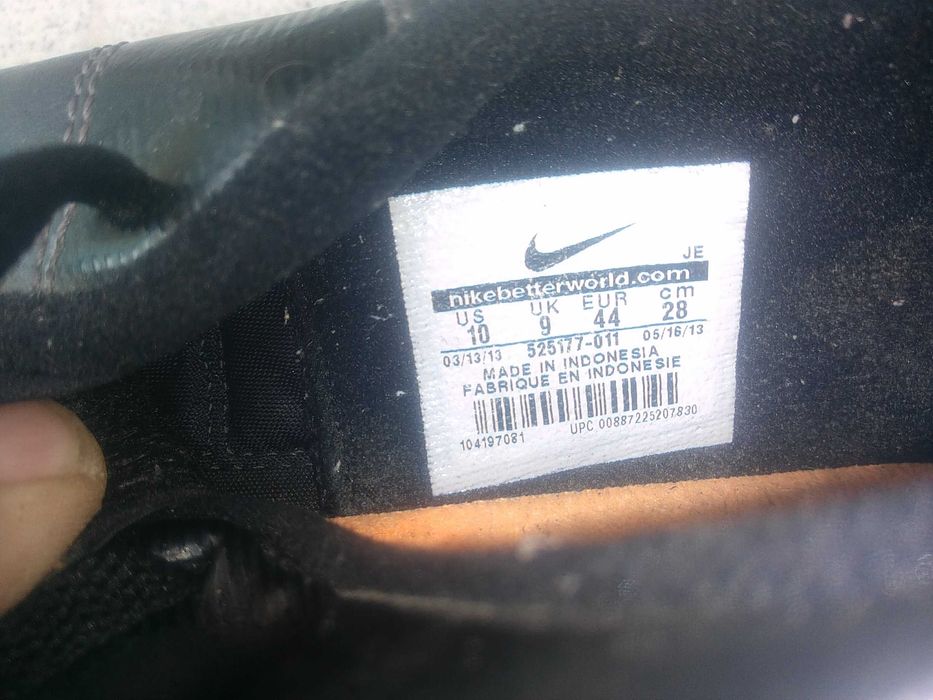 JE
nikebetterworld.com
US UK EUR cm
10 9 44 28
03/13/13 525177-011 05/16/13
MADE IN INDONESIA
FABRIQUE EN INDONESIE
104197081 UPC 00887225207830